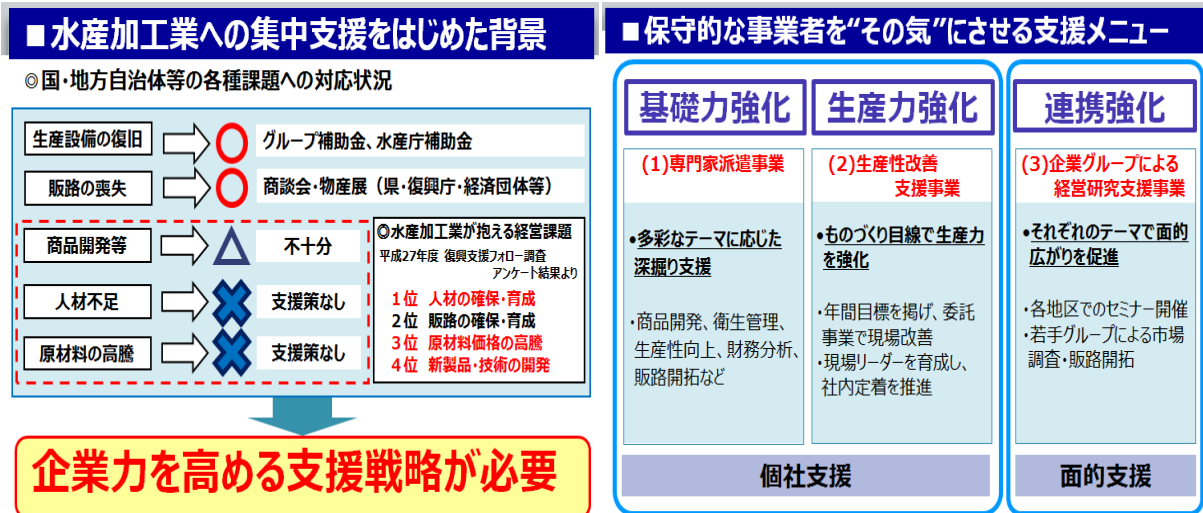 ■水産加工業への集中支援をはじめた背景
◎国・地方自治体等の各種課題への対応状況
生産設備の復旧
グループ補助金、水産庁補助金
販路の喪失
商談会・物産展（県・復興庁・経済団体等）
商品開発等
不十分
人材不足
支援策なし
原材料の高騰
支援策なし
◎水産加工業が抱える経営課題
平成27年度 復興支援フォロー調査
アンケート結果より
1位 人材の確保・育成
2位 販路の確保・育成
3位 原材料価格の高騰
4位 新製品・技術の開発
企業力を高める支援戦略が必要
■保守的な事業者を“その気”にさせる支援メニュー
基礎力強化
(1)専門家派遣事業
・多彩なテーマに応じた
深掘り支援
・商品開発、衛生管理、
生産性向上、財務分析、
販路開拓など
生産力強化
(2)生産性改善
支援事業
・ものづくり目線で生産力
を強化
・年間目標を掲げ、委託
事業で現場改善
・現場リーダーを育成し、
社内定着を推進
個社支援
連携強化
(3)企業グループによる
経営研究支援事業
・それぞれのテーマで面的
広がりを促進
・各地区でのセミナー開催
・若手グループによる市場
調査・販路開拓
面的支援